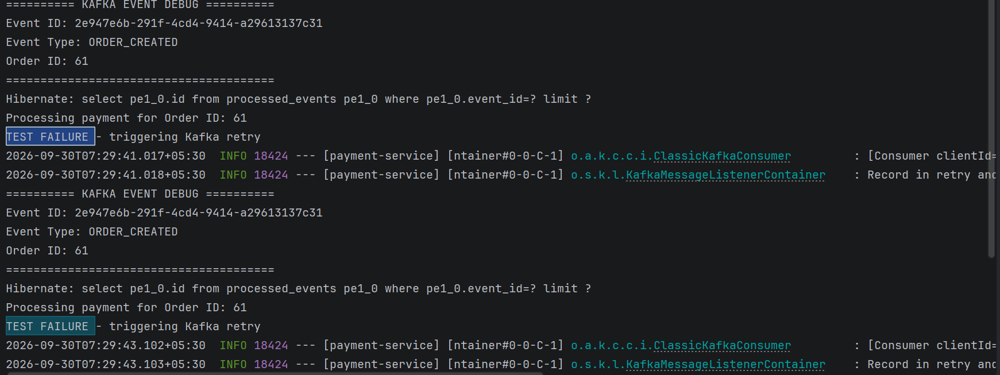 ========== KAFKA EVENT DEBUG ==========
Event ID: 2e947e6b-291f-4cd4-9414-a29613137c31
Event Type: ORDER_CREATED
Order ID: 61
=======================================
Hibernate: select pe1_0.id from processed_events pe1_0 where pe1_0.event_id=? limit ?
Processing payment for Order ID: 61
TEST FAILURE - triggering Kafka retry
2026-09-30T07:29:41.017+05:30  INFO 18424 --- [payment-service] [ntainer#0-0-C-1] o.a.k.c.c.i.ClassicKafkaConsumer         : [Consumer clientId=
2026-09-30T07:29:41.018+05:30  INFO 18424 --- [payment-service] [ntainer#0-0-C-1] o.s.k.l.KafkaMessageListenerContainer    : Record in retry and
========== KAFKA EVENT DEBUG ==========
Event ID: 2e947e6b-291f-4cd4-9414-a29613137c31
Event Type: ORDER_CREATED
Order ID: 61
=======================================
Hibernate: select pe1_0.id from processed_events pe1_0 where pe1_0.event_id=? limit ?
Processing payment for Order ID: 61
TEST FAILURE - triggering Kafka retry
2026-09-30T07:29:43.102+05:30  INFO 18424 --- [payment-service] [ntainer#0-0-C-1] o.a.k.c.c.i.ClassicKafkaConsumer         : [Consumer clientId=
2026-09-30T07:29:43.103+05:30  INFO 18424 --- [payment-service] [ntainer#0-0-C-1] o.s.k.l.KafkaMessageListenerContainer    : Record in retry and